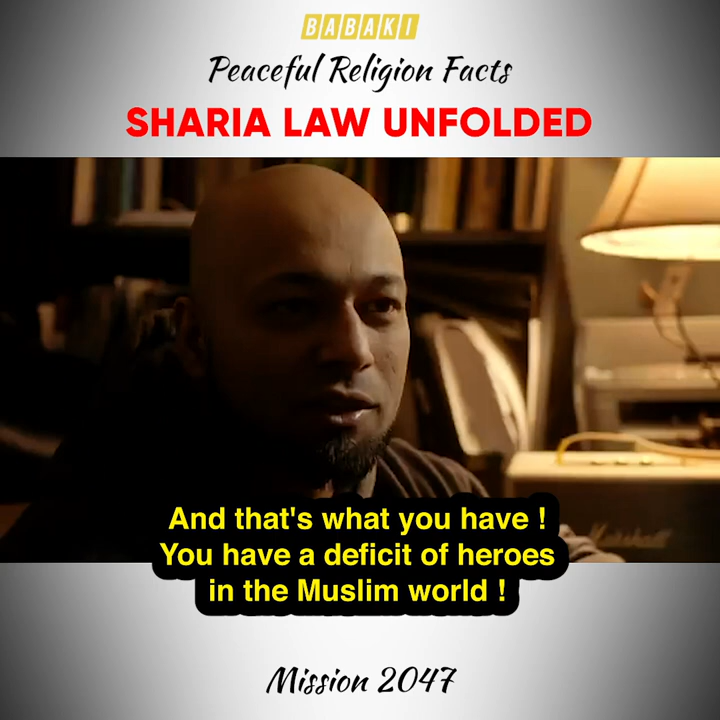 BABAKI
Peaceful Religion Facts
SHARIA LAW UNFOLDED
Marshall
And that's what you have !
You have a deficit of heroes
in the Muslim world !
Mission 2047